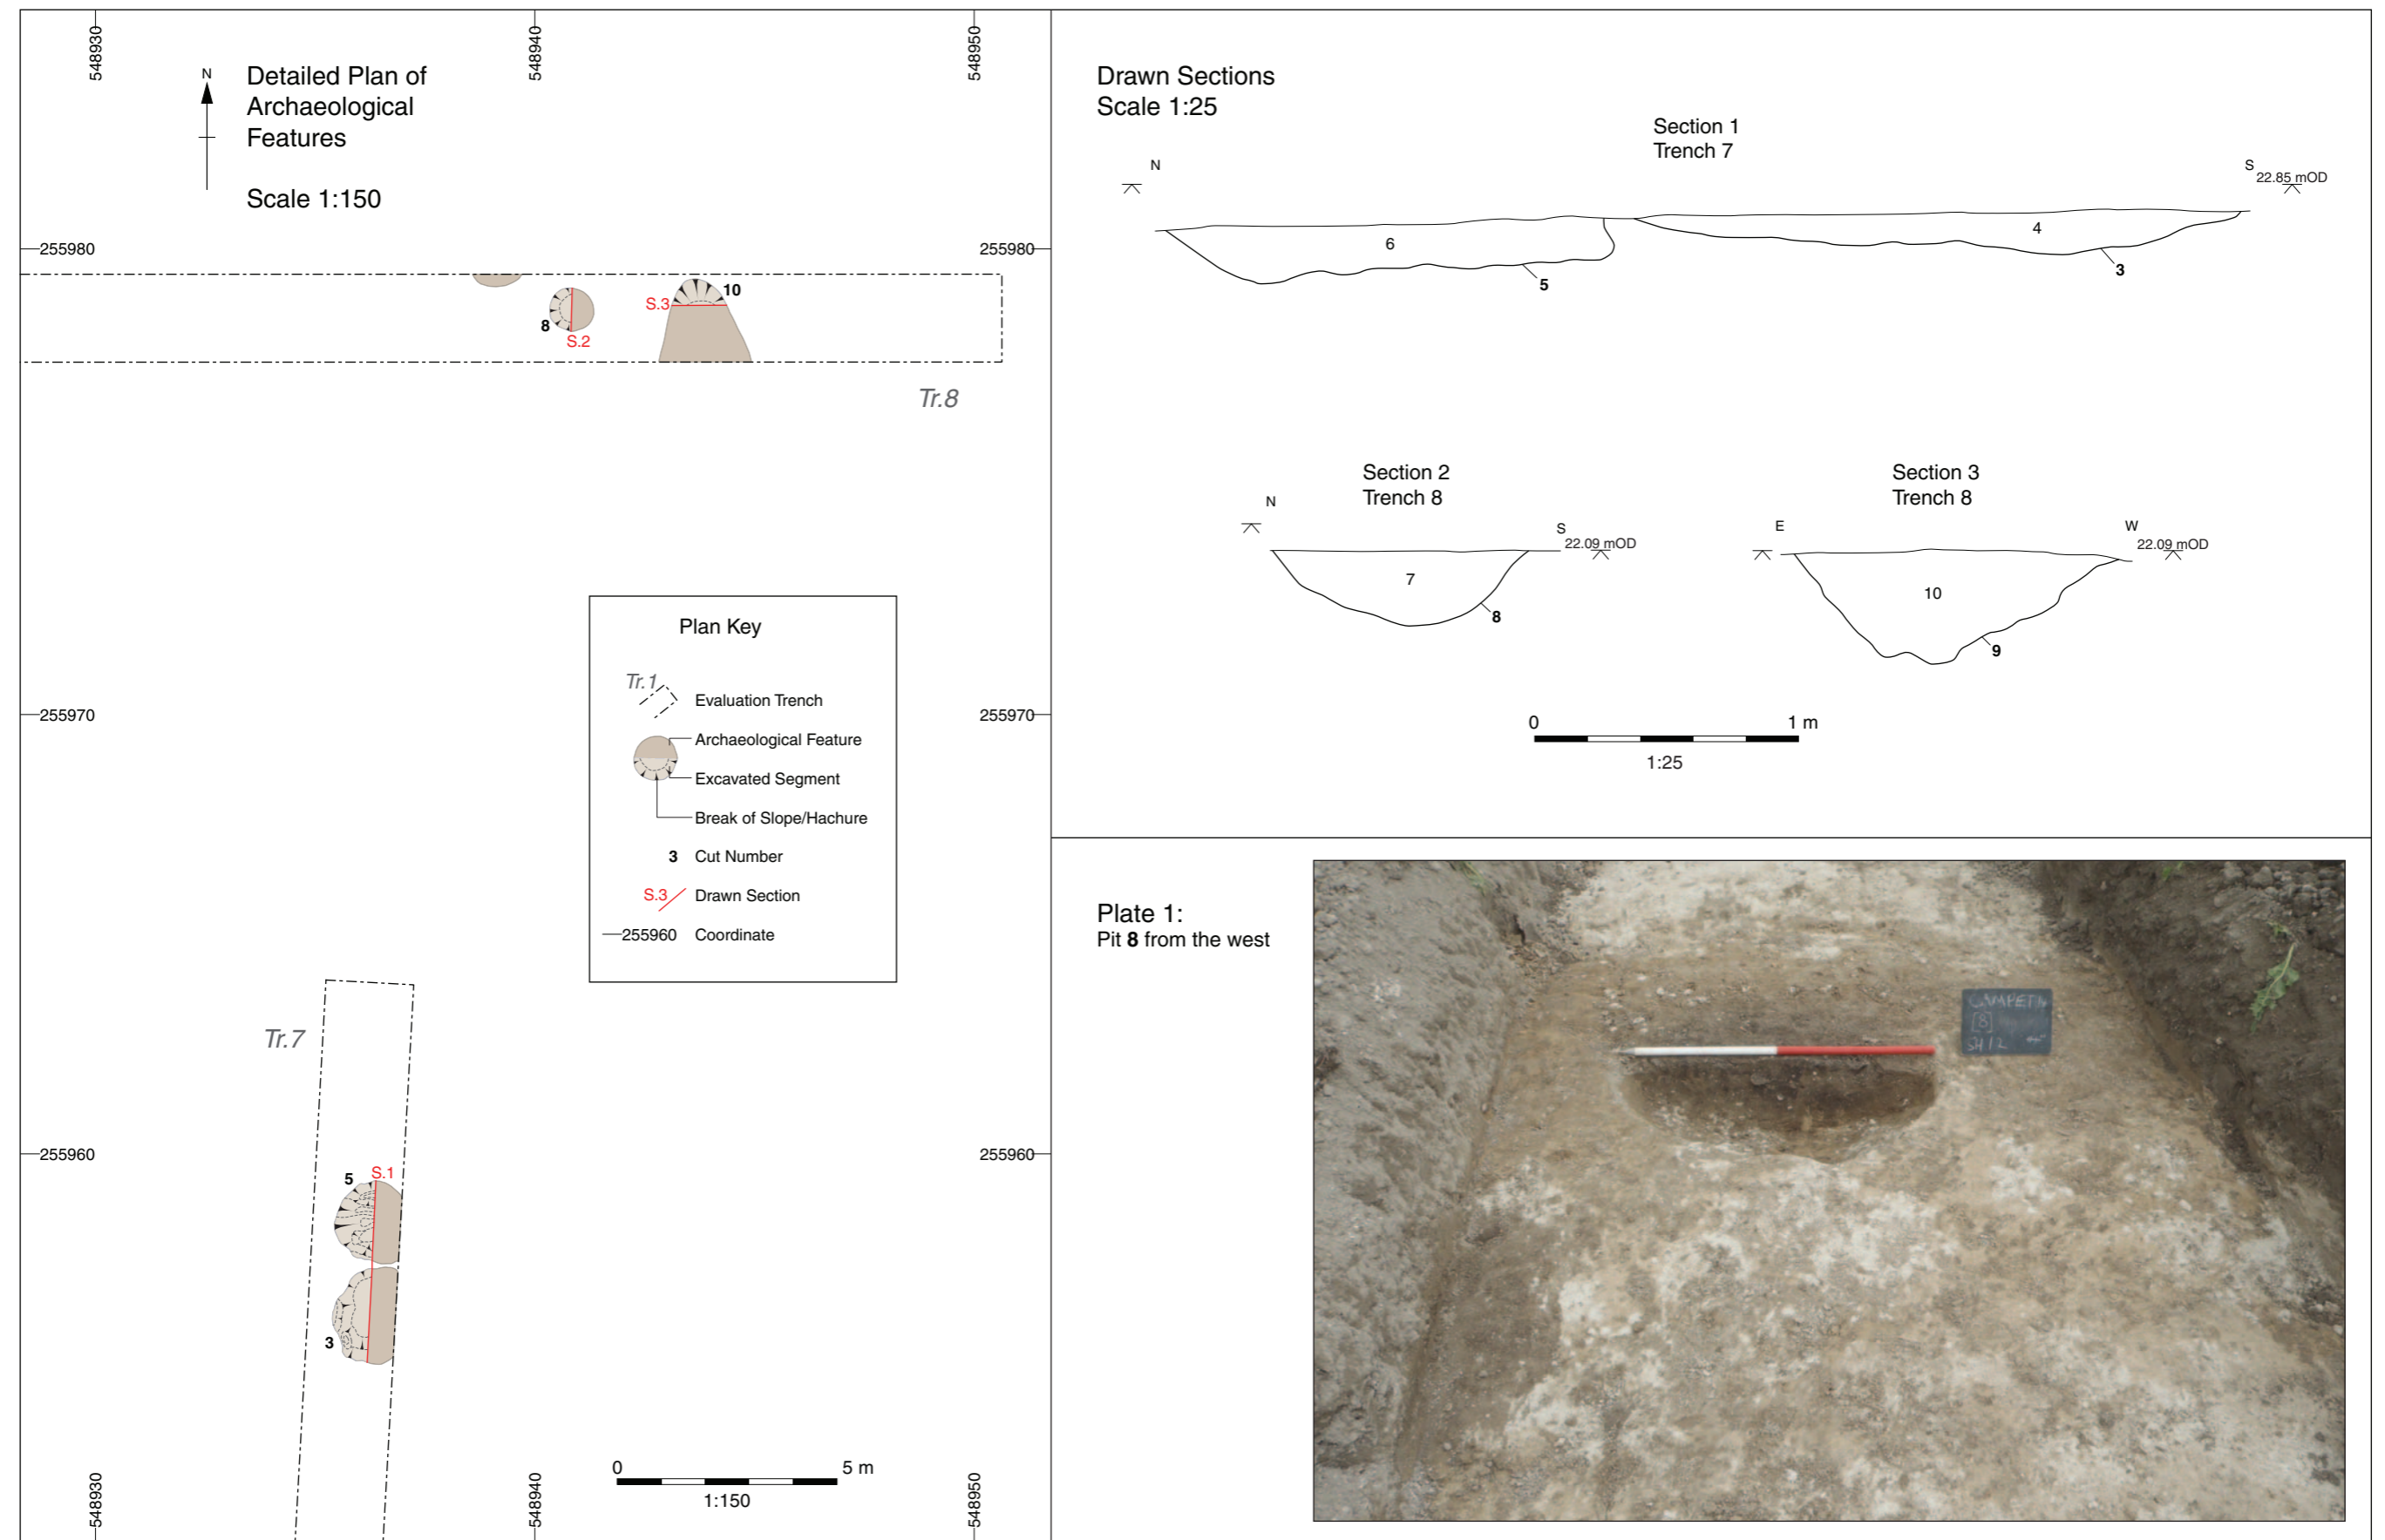 548930
548940
548950
N
Detailed Plan of
Archaeological
Features
Scale 1:150
255980
255980
10
S.3
8
S.2
Tr.8
255970
255970
Plan Key
Tr.1
Evaluation Trench
Archaeological Feature
Excavated Segment
Break of Slope/Hachure
3 Cut Number
S.3 Drawn Section
255960 Coordinate
Tr.7
255960
255960
5 S.1
3
0 5 m
1:150
548930
548940
548950
Drawn Sections
Scale 1:25
Section 1
Trench 7
N
S
22.85 mOD
6
4
5
3
Section 2
Trench 8
N
S
22.09 mOD
7
8
Section 3
Trench 8
E
W
22.09 mOD
10
9
0 1 m
1:25
Plate 1:
Pit 8 from the west
[8]